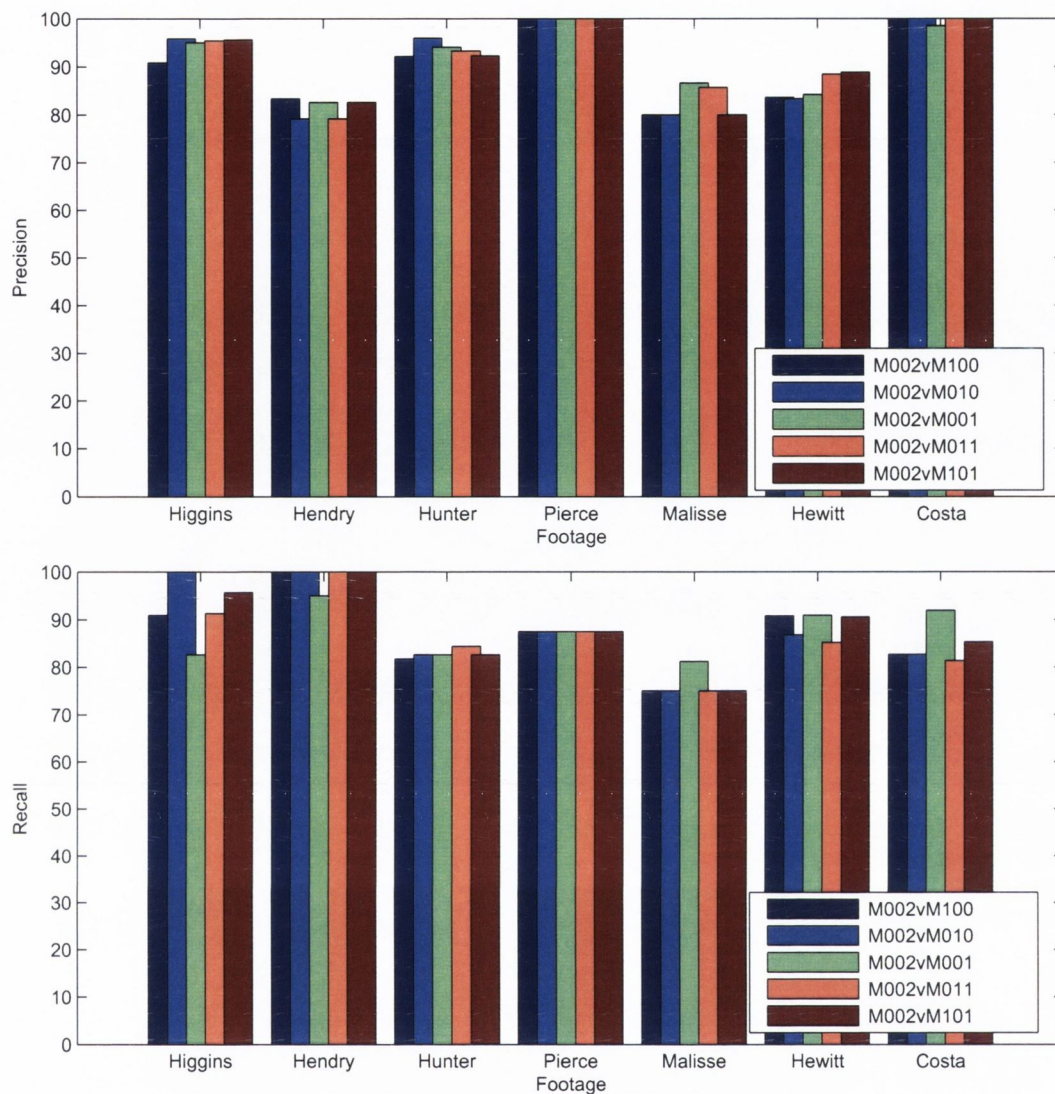 100
90
80
70
60
50
40
30
20
10
0
Precision
M002vM100
M002vM010
M002vM001
M002vM011
M002vM101
Higgins Hendry Hunter Pierce Malisse Hewitt Costa
Footage
100
90
80
70
60
50
40
30
20
10
0
Recall
M002vM100
M002vM010
M002vM001
M002vM011
M002vM101
Higgins Hendry Hunter Pierce Malisse Hewitt Costa
Footage